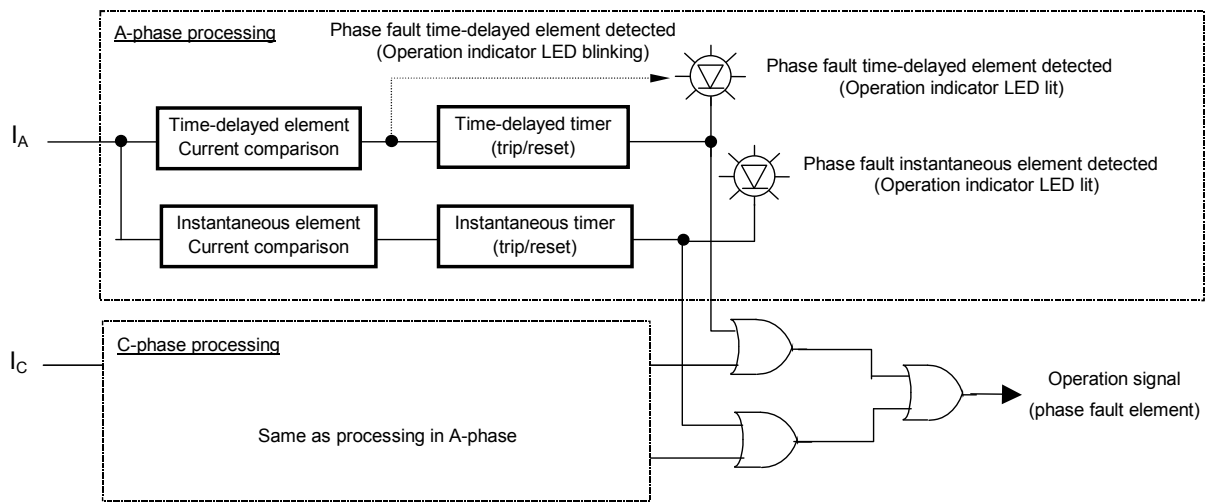 A-phase processing
Phase fault time-delayed element detected
(Operation indicator LED blinking)
Phase fault time-delayed element detected
(Operation indicator LED lit)
I_A
Time-delayed element
Current comparison
Time-delayed timer
(trip/reset)
Phase fault instantaneous element detected
(Operation indicator LED lit)
Instantaneous element
Current comparison
Instantaneous timer
(trip/reset)
C-phase processing
I_C
Same as processing in A-phase
Operation signal
(phase fault element)